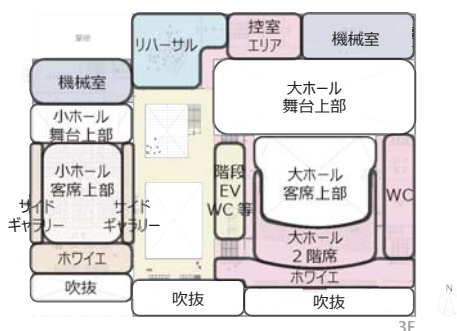 屋根
リハーサル
控室
エリア
機械室
機械室
大ホール
舞台上部
小ホール
舞台上部
小ホール
客席上部
サイド
ギャラリー
サイド
ギャラリー
階段
EV
WC 等
大ホール
客席上部
WC
大ホール
2階席
ホワイエ
ホワイエ
吹抜
吹抜
吹抜
N
3F